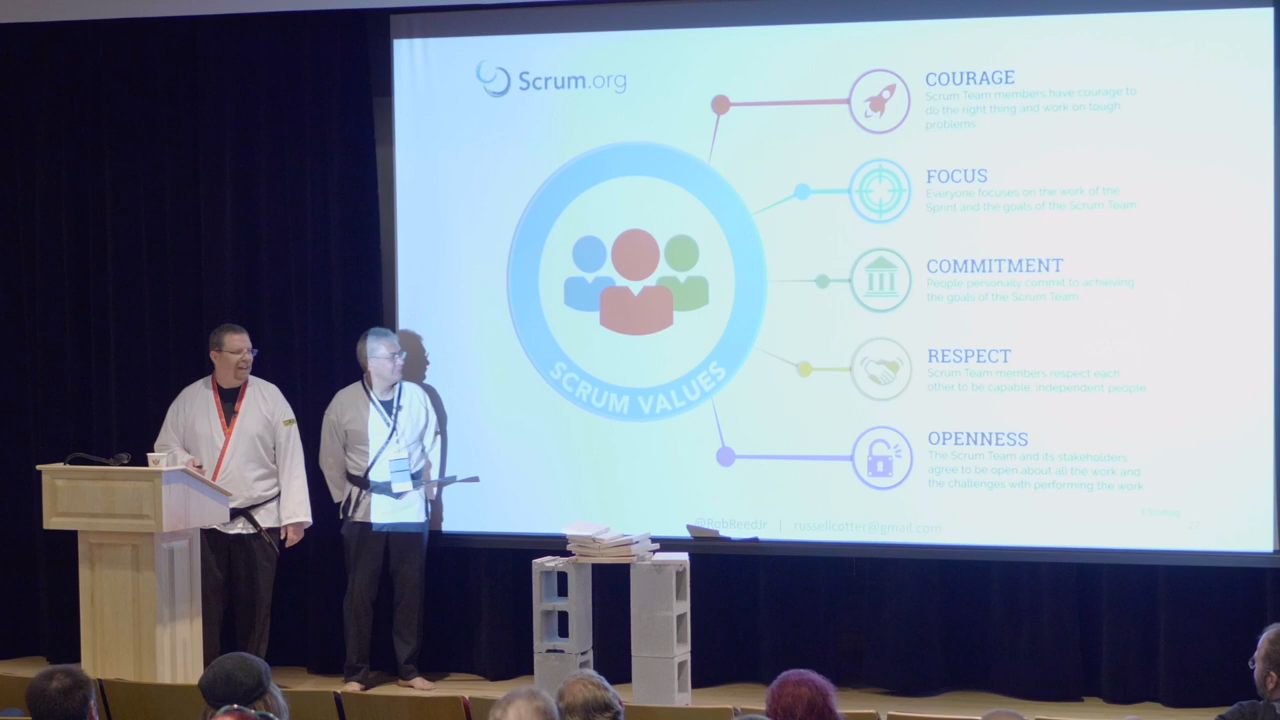 Scrum.org
COURAGE
Scrum Team members have courage to
do the right thing and work on tough
problems
FOCUS
Everyone focuses on the work of the
Sprint and the goals of the Scrum Team
COMMITMENT
People personally commit to achieving
the goals of the Scrum Team
RESPECT
Scrum Team members respect each
other to be capable, independent people
OPENNESS
The Scrum Team and its stakeholders
agree to be open about all the work and
the challenges with performing the work
SCRUM VALUES
@RobReedJr | russellcotter@gmail.com